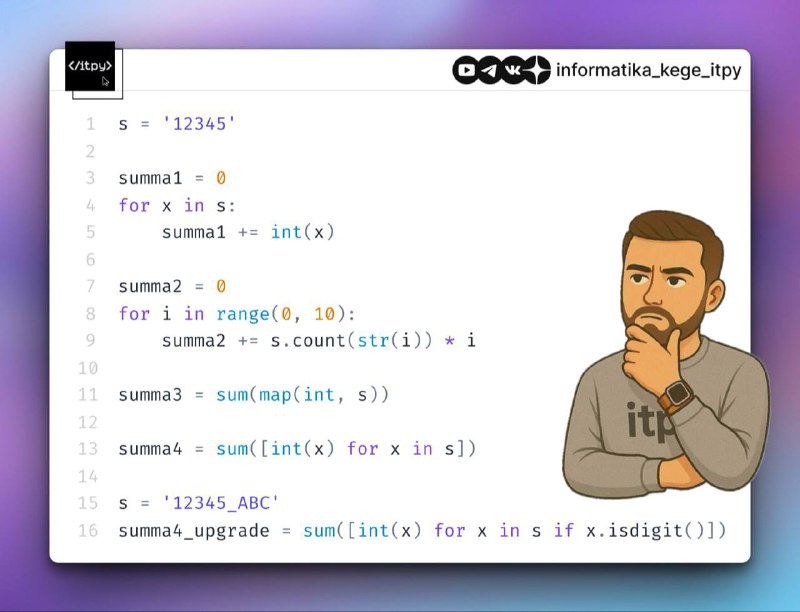 </itpy>
informatika_kege_itpy
1 s = '12345'
2
3 summa1 = 0
4 for x in s:
5     summa1 += int(x)
6
7 summa2 = 0
8 for i in range(0, 10):
9     summa2 += s.count(str(i)) * i
10
11 summa3 = sum(map(int, s))
12
13 summa4 = sum([int(x) for x in s])
14
15 s = '12345_ABC'
16 summa4_upgrade = sum([int(x) for x in s if x.isdigit()])
itp